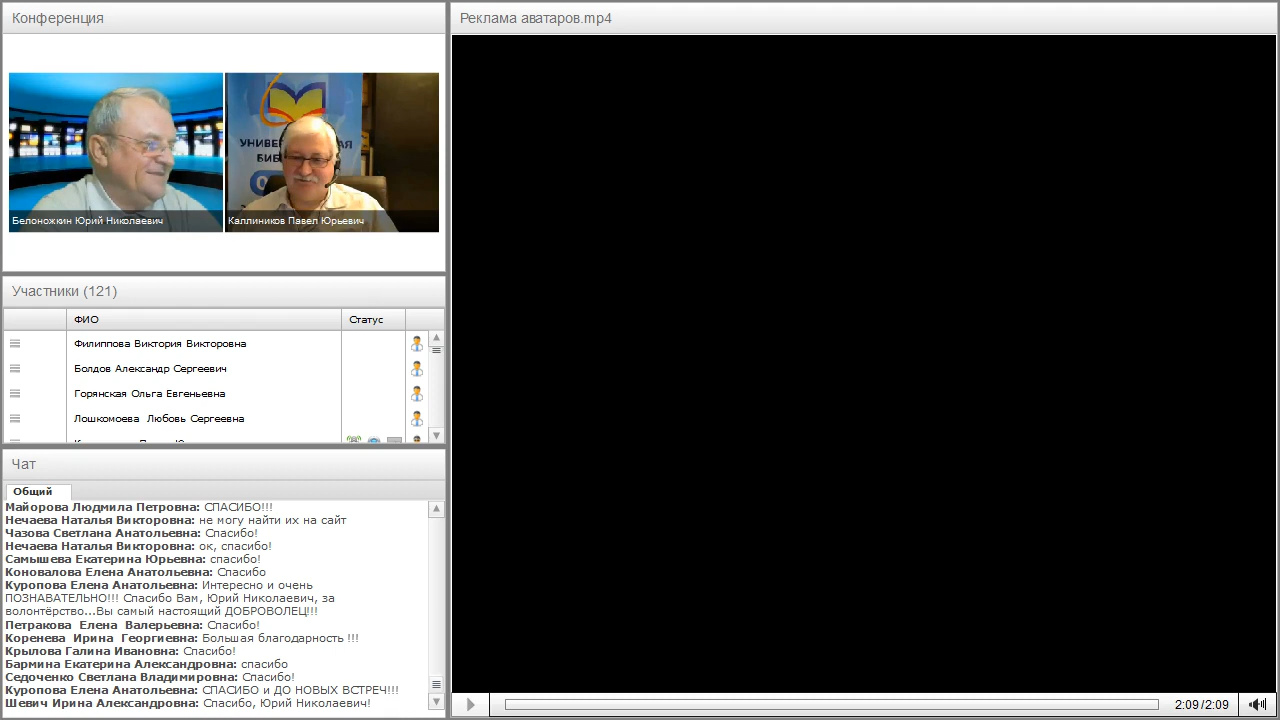 Конференция
Реклама аватаров.mp4
Белоножкин Юрий Николаевич
Каллиников Павел Юрьевич
Участники (121)
ФИО
Статус
Филиппова Виктория Викторовна
Болдов Александр Сергеевич
Горянская Ольга Евгеньевна
Лошкомоева Любовь Сергеевна
Чат
Общий
Майорова Людмила Петровна: СПАСИБО!!!
Нечаева Наталья Викторовна: не могу найти их на сайт
Чазова Светлана Анатольевна: Спасибо!
Нечаева Наталья Викторовна: ок, спасибо!
Самышева Екатерина Юрьевна: спасибо!
Коновалова Елена Анатольевна: Спасибо
Куропова Елена Анатольевна: Интересно и очень
ПОЗНАВАТЕЛЬНО!!! Спасибо Вам, Юрий Николаевич, за
волонтёрство...Вы самый настоящий ДОБРОВОЛЕЦ!!!
Петракова Елена Валерьевна: Спасибо!
Коренева Ирина Георгиевна: Большая благодарность !!!
Крылова Галина Ивановна: Спасибо!
Бармина Екатерина Александровна: спасибо
Седоченко Светлана Владимировна: Спасибо!
Куропова Елена Анатольевна: СПАСИБО и ДО НОВЫХ ВСТРЕЧ!!!
Шевич Ирина Александровна: Спасибо, Юрий Николаевич!
2:09/2:09